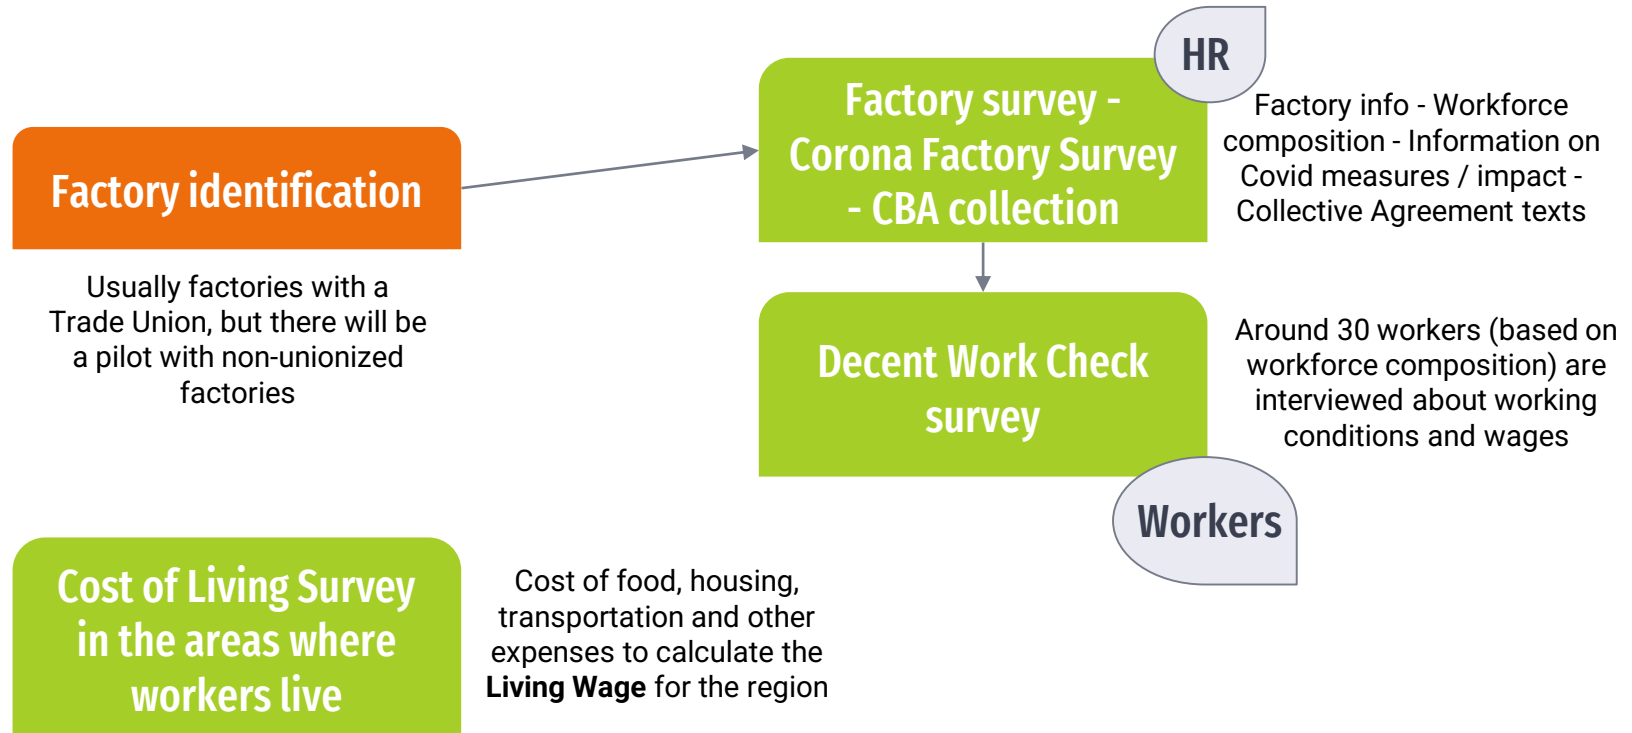 Factory identification
Usually factories with a
Trade Union, but there will be
a pilot with non-unionized
factories
HR
Factory survey -
Corona Factory Survey
- CBA collection
Factory info - Workforce
composition - Information on
Covid measures / impact -
Collective Agreement texts
Decent Work Check
survey
Around 30 workers (based on
workforce composition) are
interviewed about working
conditions and wages
Workers
Cost of Living Survey
in the areas where
workers live
Cost of food, housing,
transportation and other
expenses to calculate the
Living Wage for the region